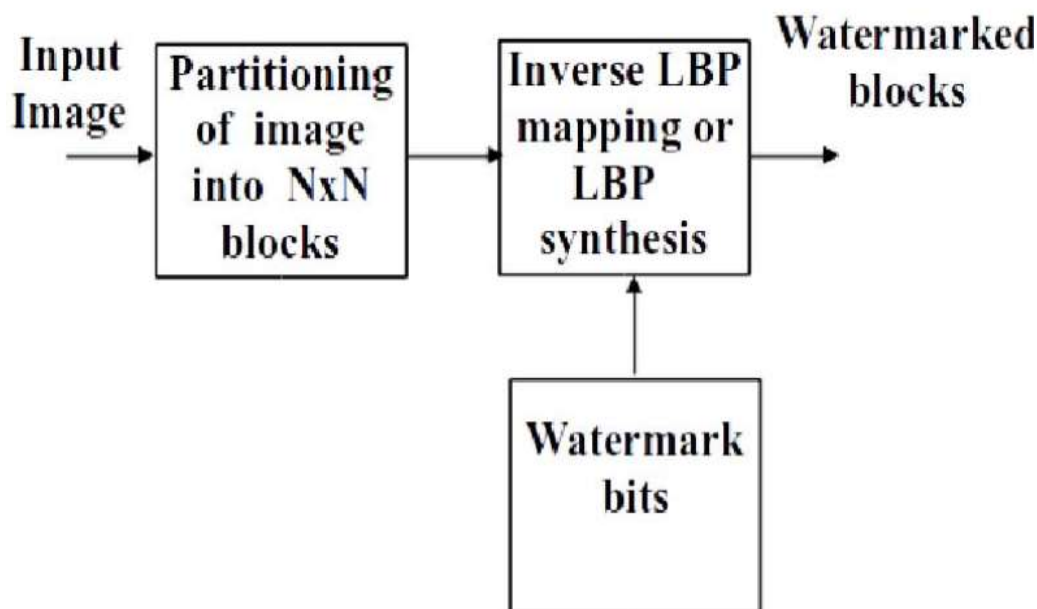 Input
Image
Partitioning
of image
into NxN
blocks
Inverse LBP
mapping or
LBP
synthesis
Watermarked
blocks
Watermark
bits